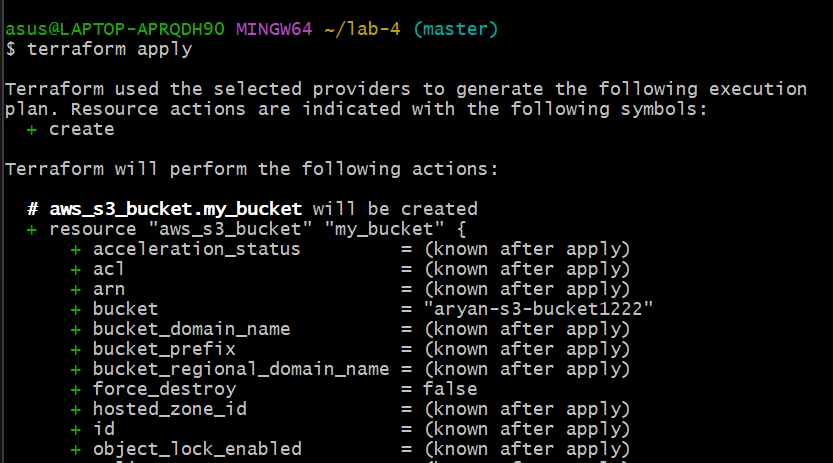 asus@LAPTOP-APRQDH90 MINGW64 ~/lab-4 (master)
$ terraform apply
Terraform used the selected providers to generate the following execution
plan. Resource actions are indicated with the following symbols:
+ create
Terraform will perform the following actions:
# aws_s3_bucket.my_bucket will be created
+ resource "aws_s3_bucket" "my_bucket" {
+ acceleration_status = (known after apply)
+ acl = (known after apply)
+ arn = (known after apply)
+ bucket = "aryan-s3-bucket1222"
+ bucket_domain_name = (known after apply)
+ bucket_prefix = (known after apply)
+ bucket_regional_domain_name = (known after apply)
+ force_destroy = false
+ hosted_zone_id = (known after apply)
+ id = (known after apply)
+ object_lock_enabled = (known after apply)